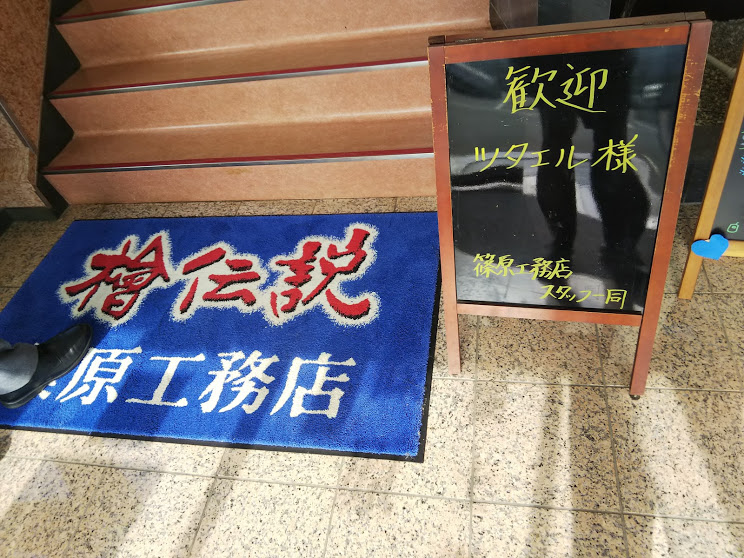 檜伝説
原工務店
歓迎
ツタエル様
篠原工務店
スタッフ一同